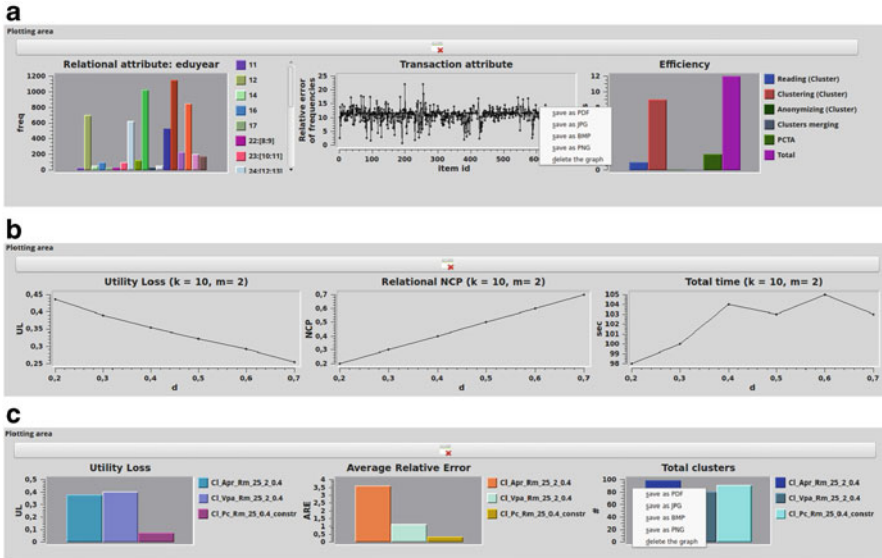 a
Plotting area
Relational attribute: eduyear
freq
1200
1000
800
600
400
200
0
11
12
14
16
17
22:[8:9]
23:[10:11]
24:[12:13]
Transaction attribute
Relative error
of frequencies
25
20
15
10
5
0
0 100 200 300 400 500
item id
save as PDF
save as JPG
save as BMP
save as PNG
delete the graph
Efficiency
12
Reading (Cluster)
Clustering (Cluster)
Anonymizing (Cluster)
Clusters merging
PCTA
Total
b
Plotting area
Utility Loss (k = 10, m= 2)
UL
0,45
0,4
0,35
0,3
0,25
0,2 0,3 0,4 0,5 0,6 0,7
d
Relational NCP (k = 10, m= 2)
NCP
0,7
0,6
0,5
0,4
0,3
0,2
0,2 0,3 0,4 0,5 0,6 0,7
d
Total time (k = 10, m= 2)
sec
105
104
103
102
101
100
99
98
0,2 0,3 0,4 0,5 0,6 0,7
d
c
Plotting area
Utility Loss
UL
0,5
0,4
0,3
0,2
0,1
0
Cl_Apr_Rm_25_2_0.4
Cl_Vpa_Rm_25_2_0.4
Cl_Pc_Rm_25_0.4_constr
Average Relative Error
ARE
4
3,5
3
2,5
2
1,5
1
0,5
0
Cl_Apr_Rm_25_2_0.4
Cl_Vpa_Rm_25_2_0.4
Cl_Pc_Rm_25_0.4_constr
Total clusters
#
100
80
60
40
20
0
save as PDF
save as JPG
save as BMP
save as PNG
delete the graph
Cl_Apr_Rm_25_2_0.4
Cl_Vpa_Rm_25_2_0.4
Cl_Pc_Rm_25_0.4_constr